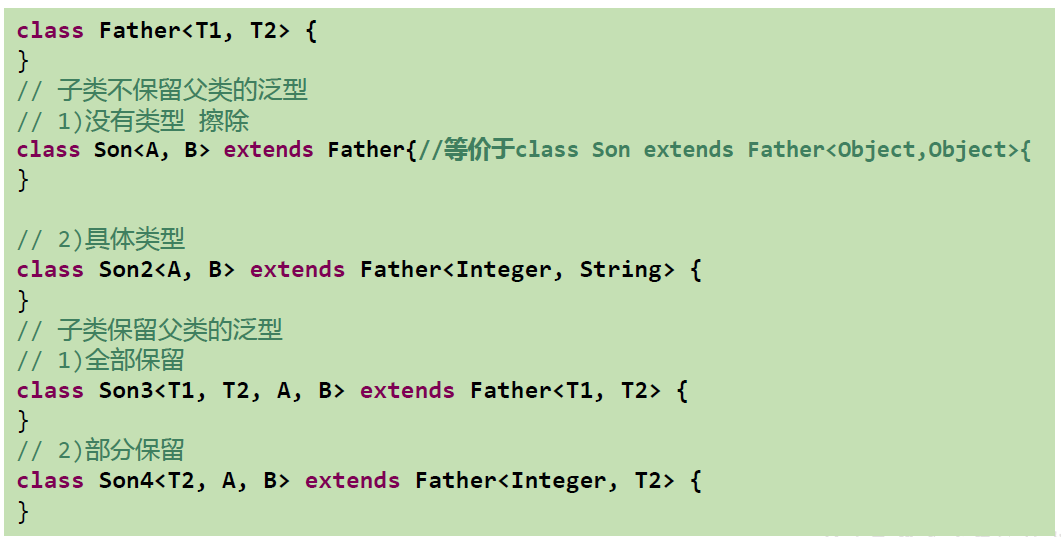 class Father<T1, T2> {
}
// 子类不保留父类的泛型
// 1)没有类型 擦除
class Son<A, B> extends Father{//等价于class Son extends Father<Object,Object>{
}
// 2)具体类型
class Son2<A, B> extends Father<Integer, String> {
}
// 子类保留父类的泛型
// 1)全部保留
class Son3<T1, T2, A, B> extends Father<T1, T2> {
}
// 2)部分保留
class Son4<T2, A, B> extends Father<Integer, T2> {
}